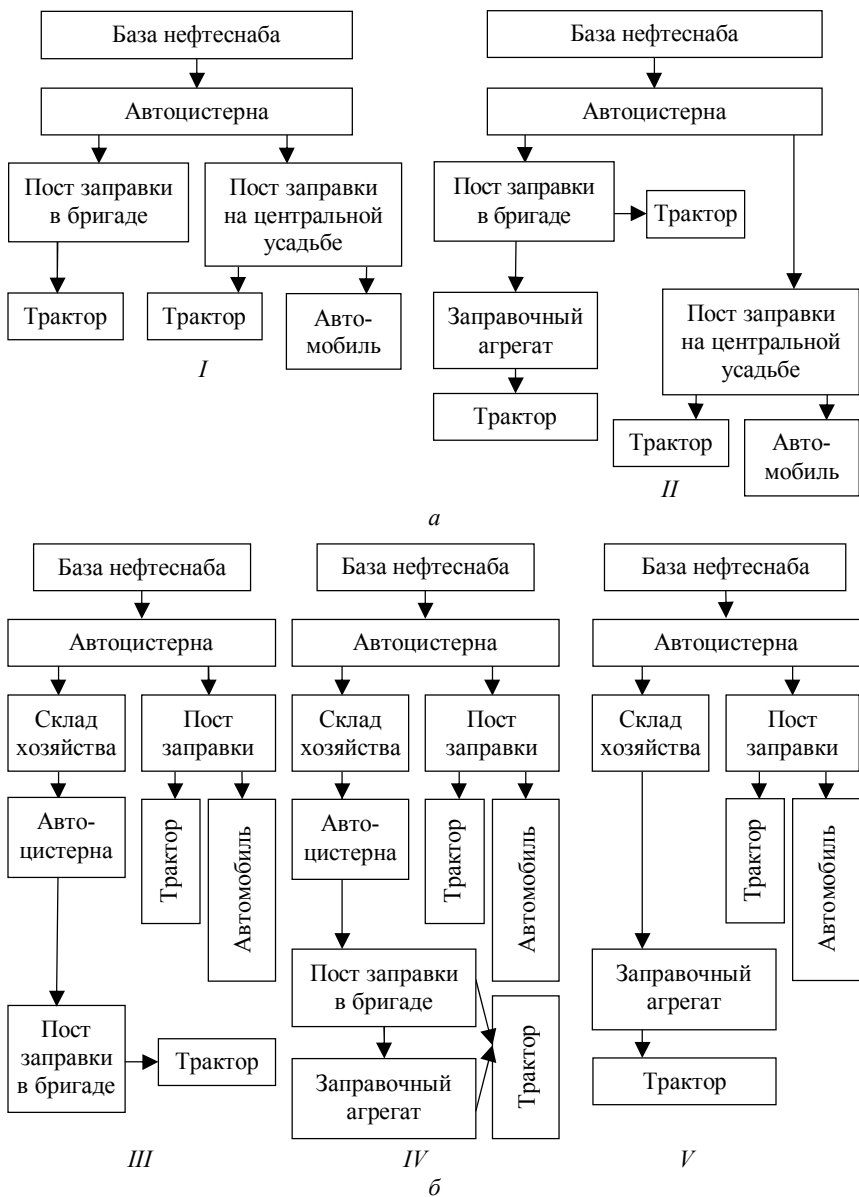 База нефтеснаба
Автоцистерна
Пост заправки
в бригаде
Пост заправки
на центральной
усадьбе
Трактор
Трактор
Авто-
мобиль
I
База нефтеснаба
Автоцистерна
Пост заправки
в бригаде
Трактор
Заправочный
агрегат
Трактор
Пост заправки
на центральной
усадьбе
Трактор
Авто-
мобиль
II
а
База нефтеснаба
Автоцистерна
Склад
хозяйства
Пост
заправки
Авто-
цистерна
Трактор
Автомобиль
Пост
заправки
в бригаде
Трактор
III
База нефтеснаба
Автоцистерна
Склад
хозяйства
Пост
заправки
Авто-
цистерна
Трактор
Автомобиль
Пост заправки
в бригаде
Заправочный
агрегат
Трактор
IV
База нефтеснаба
Автоцистерна
Склад
хозяйства
Пост
заправки
Трактор
Автомобиль
Заправочный
агрегат
Трактор
V
б